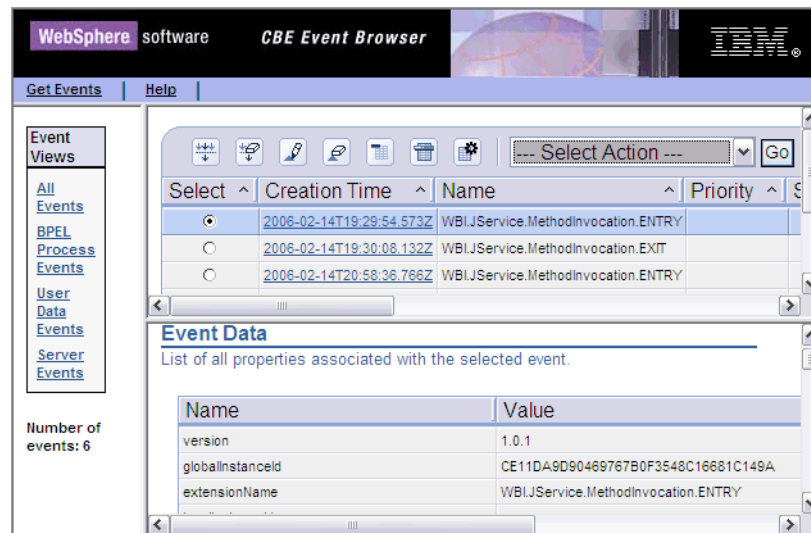 WebSphere software CBE Event Browser IBM®
Get Events | Help |
Event
Views
All
Events
BPEL
Process
Events
User
Data
Events
Server
Events
Number of
events: 6
--- Select Action --- Go
Select Creation Time Name Priority S
2006-02-14T19:29:54.573Z WBI.JService.MethodInvocation.ENTRY
2006-02-14T19:30:08.132Z WBI.JService.MethodInvocation.EXIT
2006-02-14T20:58:36.766Z WBI.JService.MethodInvocation.ENTRY
Event Data
List of all properties associated with the selected event.
Name Value
version 1.0.1
globalInstanceId CE11DA9D90469767B0F3548C16681C149A
extensionName WBI.JService.MethodInvocation.ENTRY